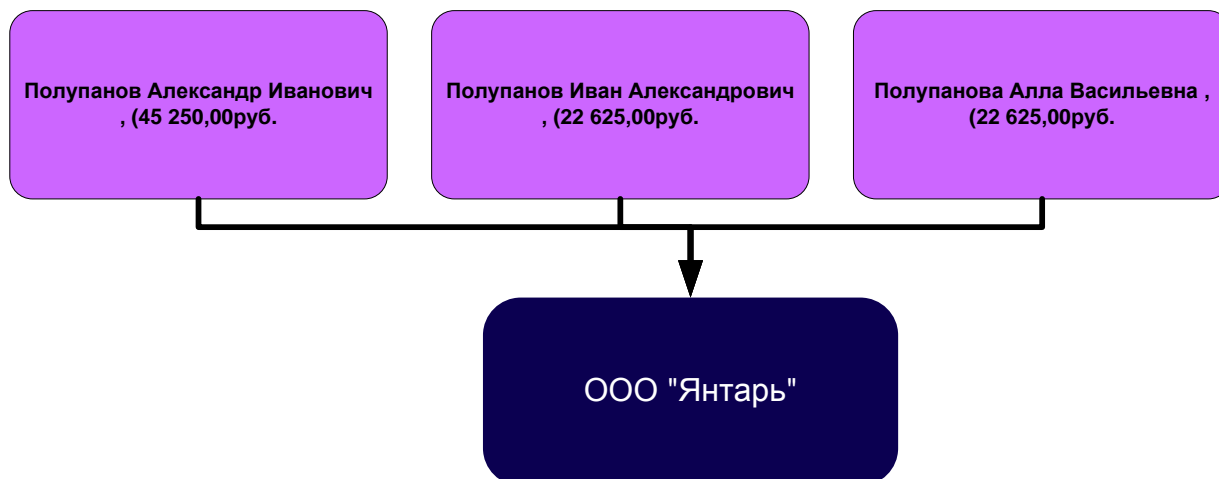 Полупанов Александр Иванович
, (45 250,00руб.
Полупанов Иван Александрович
, (22 625,00руб.
Полупанова Алла Васильевна ,
(22 625,00руб.
ООО "Янтарь"